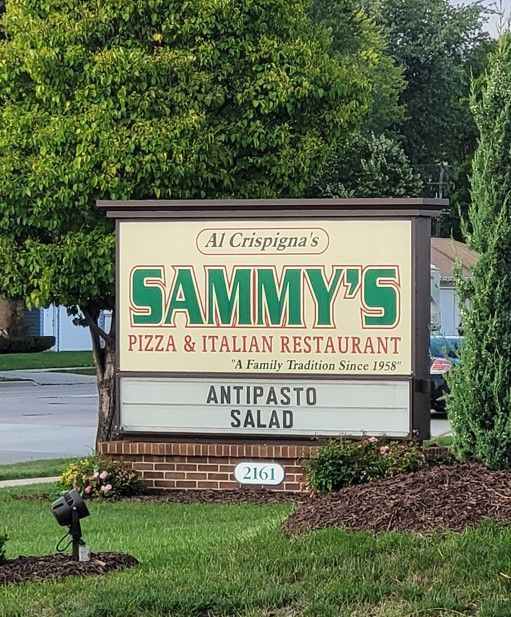 Al Crispigna's
SAMMY'S
PIZZA & ITALIAN RESTAURANT
"A Family Tradition Since 1958"
ANTIPASTO
SALAD
2161